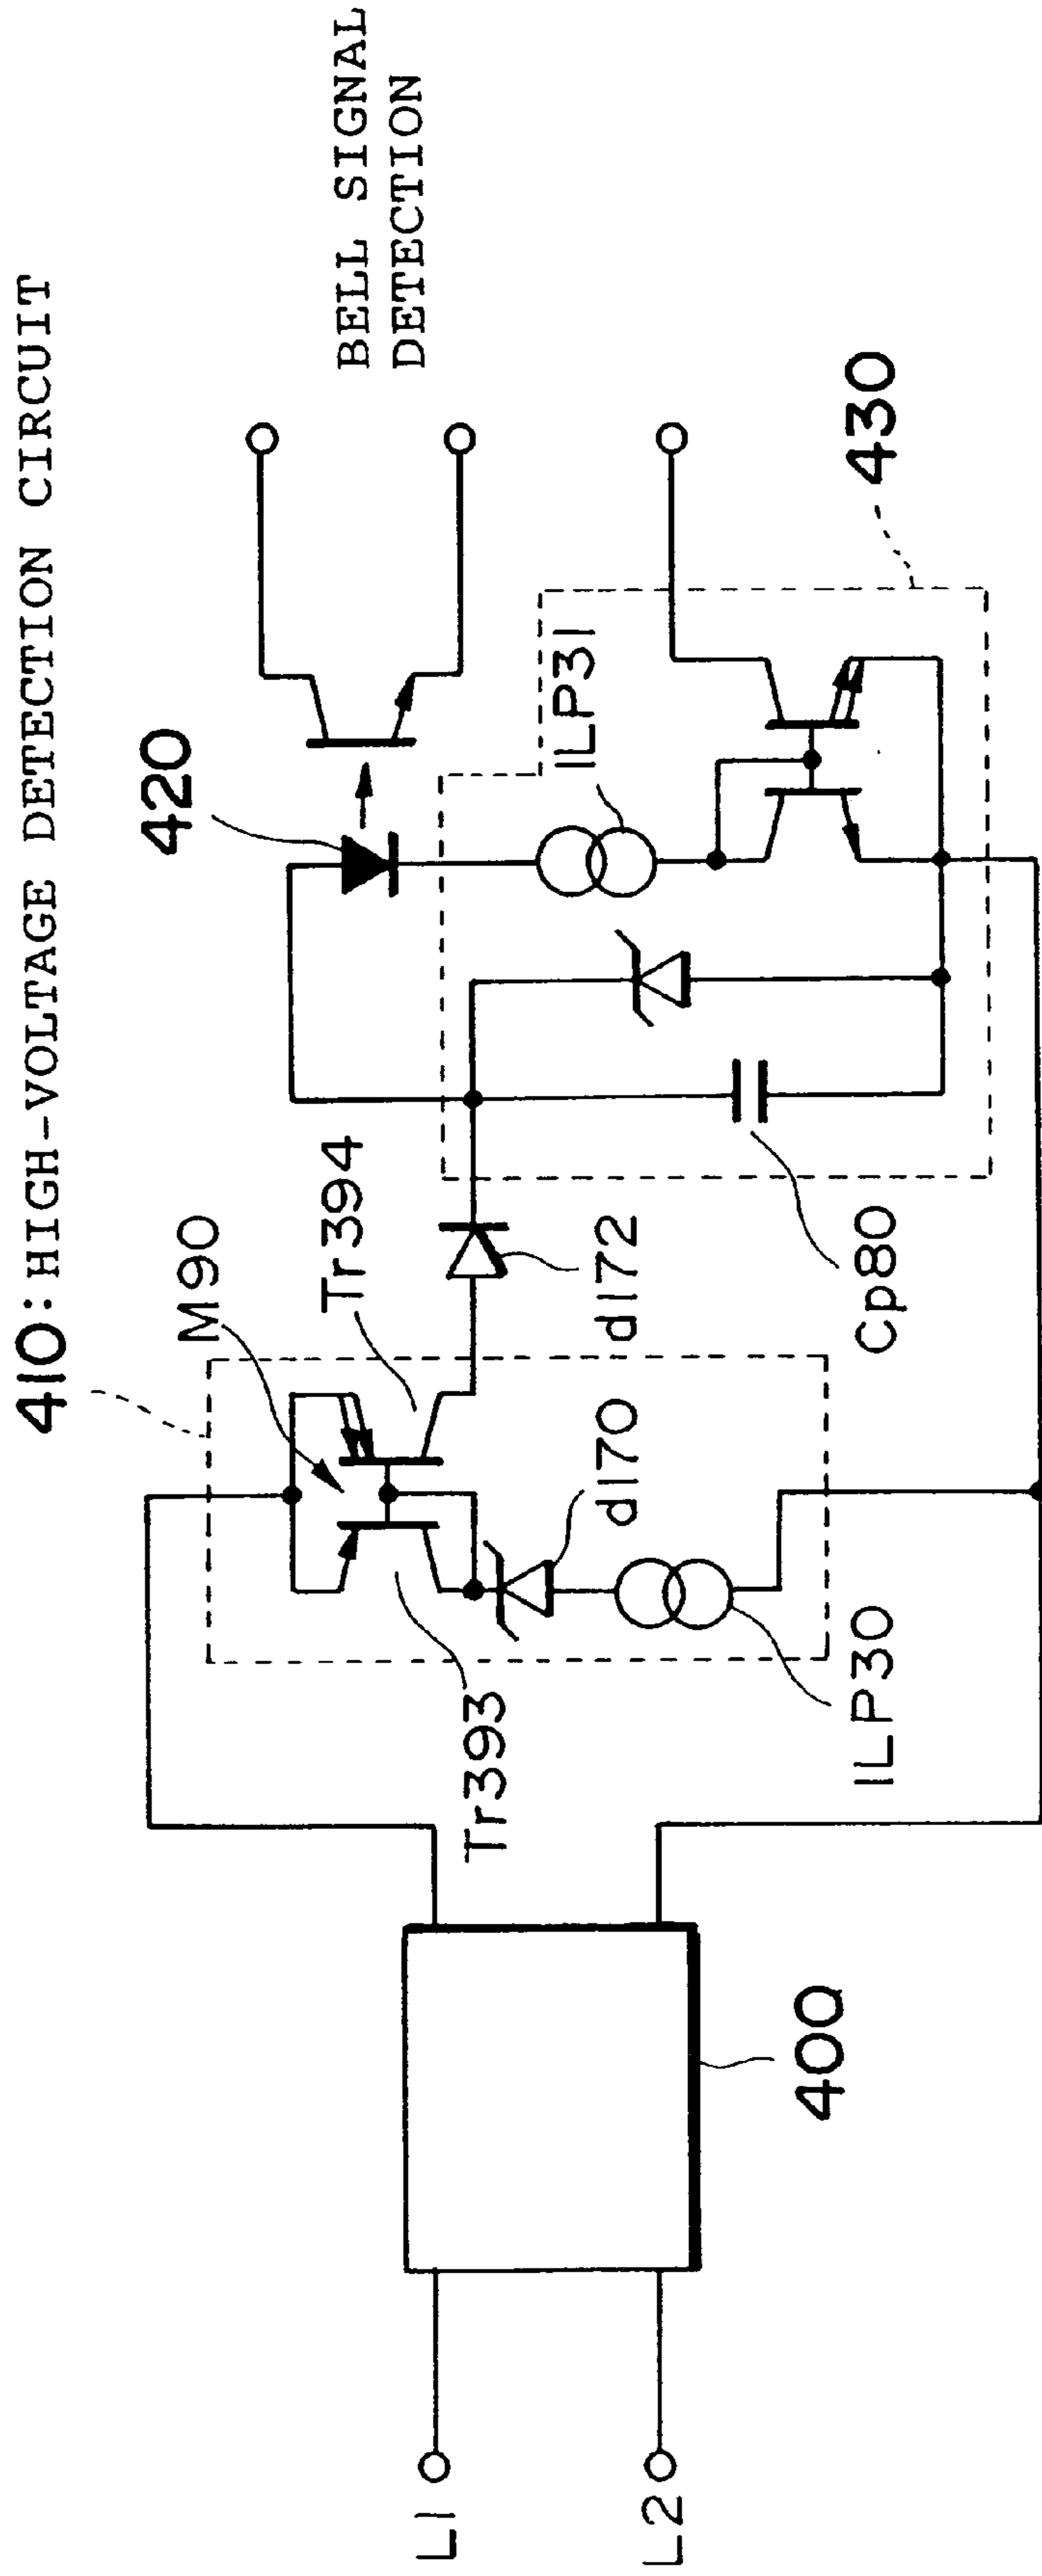 410: HIGH-VOLTAGE DETECTION CIRCUIT
BELL SIGNAL
DETECTION
420
M90
Tr394
ILP31
430
d172
Cp80
d170
Tr393
ILP30
400
L1
L2